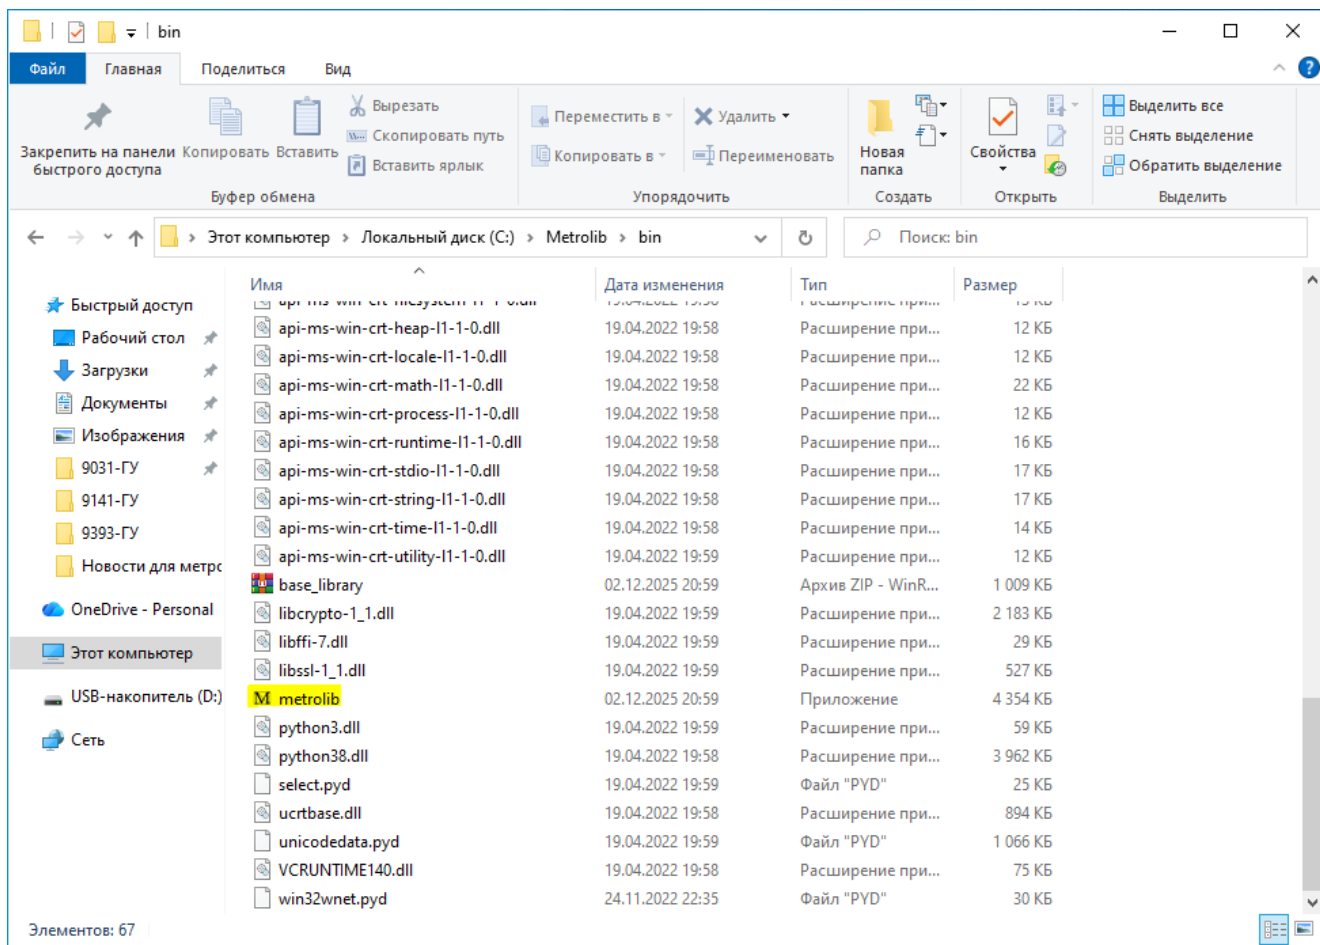 bin
Файл Главная Поделиться Вид
Закрепить на панели быстрого доступа
Копировать
Вставить
Вырезать
Скопировать путь
Вставить ярлык
Буфер обмена
Переместить в
Копировать в
Удалить
Переименовать
Упорядочить
Новая папка
Создать
Свойства
Открыть
Выделить все
Снять выделение
Обратить выделение
Выделить
Этот компьютер › Локальный диск (C:) › Metrolib › bin
Поиск: bin
Быстрый доступ
Рабочий стол
Загрузки
Документы
Изображения
9031-ГУ
9141-ГУ
9393-ГУ
Новости для метрс
OneDrive - Personal
Этот компьютер
USB-накопитель (D:)
Сеть
Имя Дата изменения Тип Размер
api-ms-win-crt-heap-l1-1-0.dll 19.04.2022 19:58 Расширение при... 12 КБ
api-ms-win-crt-locale-l1-1-0.dll 19.04.2022 19:58 Расширение при... 12 КБ
api-ms-win-crt-math-l1-1-0.dll 19.04.2022 19:58 Расширение при... 22 КБ
api-ms-win-crt-process-l1-1-0.dll 19.04.2022 19:58 Расширение при... 12 КБ
api-ms-win-crt-runtime-l1-1-0.dll 19.04.2022 19:58 Расширение при... 16 КБ
api-ms-win-crt-stdio-l1-1-0.dll 19.04.2022 19:58 Расширение при... 17 КБ
api-ms-win-crt-string-l1-1-0.dll 19.04.2022 19:58 Расширение при... 17 КБ
api-ms-win-crt-time-l1-1-0.dll 19.04.2022 19:58 Расширение при... 14 КБ
api-ms-win-crt-utility-l1-1-0.dll 19.04.2022 19:59 Расширение при... 12 КБ
base_library 02.12.2025 20:59 Архив ZIP - WinR... 1 009 КБ
libcrypto-1_1.dll 19.04.2022 19:59 Расширение при... 2 183 КБ
libffi-7.dll 19.04.2022 19:59 Расширение при... 29 КБ
libssl-1_1.dll 19.04.2022 19:59 Расширение при... 527 КБ
M metrolib 02.12.2025 20:59 Приложение 4 354 КБ
python3.dll 19.04.2022 19:59 Расширение при... 59 КБ
python38.dll 19.04.2022 19:58 Расширение при... 3 962 КБ
select.pyd 19.04.2022 19:59 Файл "PYD" 25 КБ
ucrtbase.dll 19.04.2022 19:58 Расширение при... 894 КБ
unicodedata.pyd 19.04.2022 19:59 Файл "PYD" 1 066 КБ
VCRUNTIME140.dll 19.04.2022 19:58 Расширение при... 75 КБ
win32wnet.pyd 24.11.2022 22:35 Файл "PYD" 30 КБ
Элементов: 67